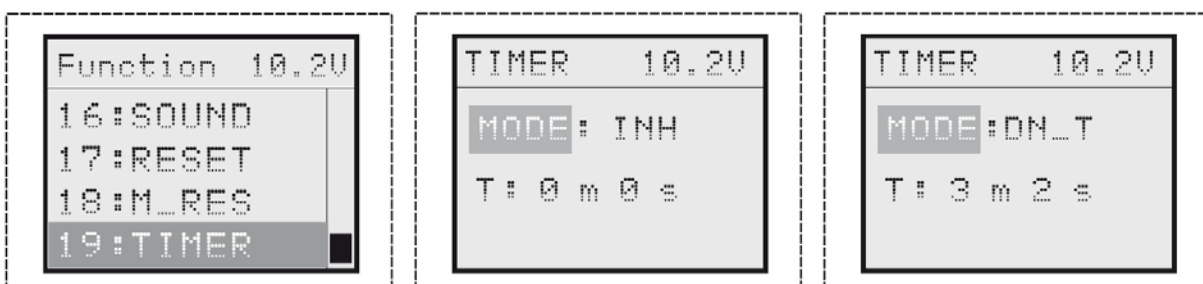 Function 10.2V
16:SOUND
17:RESET
18:M_RES
19:TIMER
TIMER 10.2V
MODE: INH
T: 0 m 0 s
TIMER 10.2V
MODE:DN_T
T: 3 m 2 s